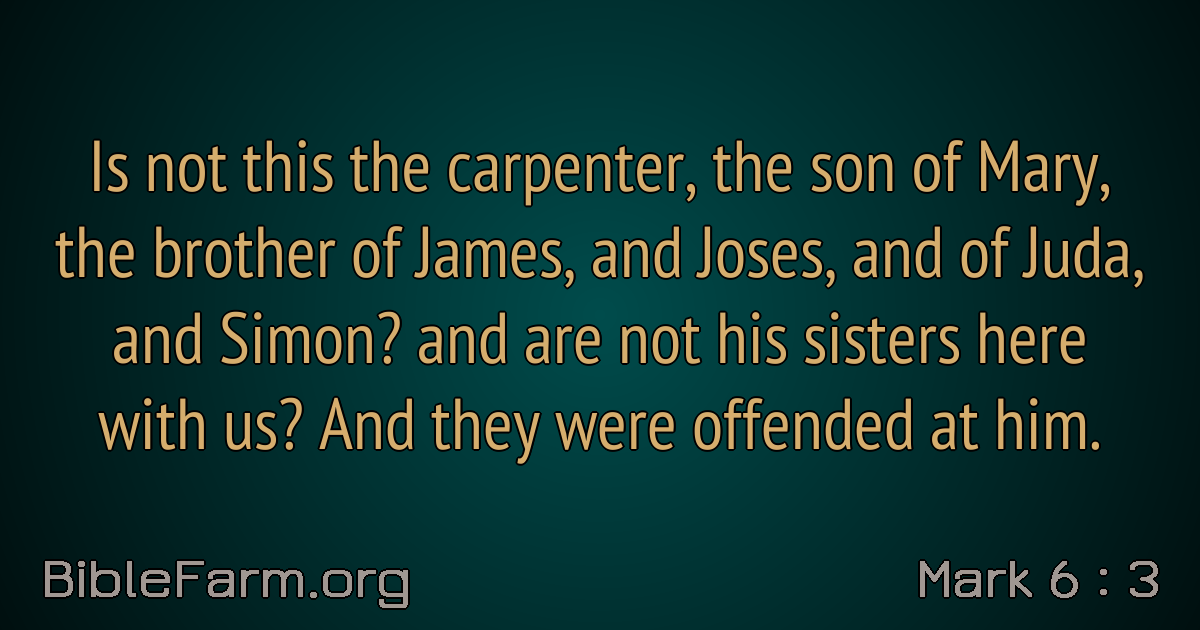 Is not this the carpenter, the son of Mary,
the brother of James, and Joses, and of Juda,
and Simon? and are not his sisters here
with us? And they were offended at him.
BibleFarm.org
Mark 6 : 3